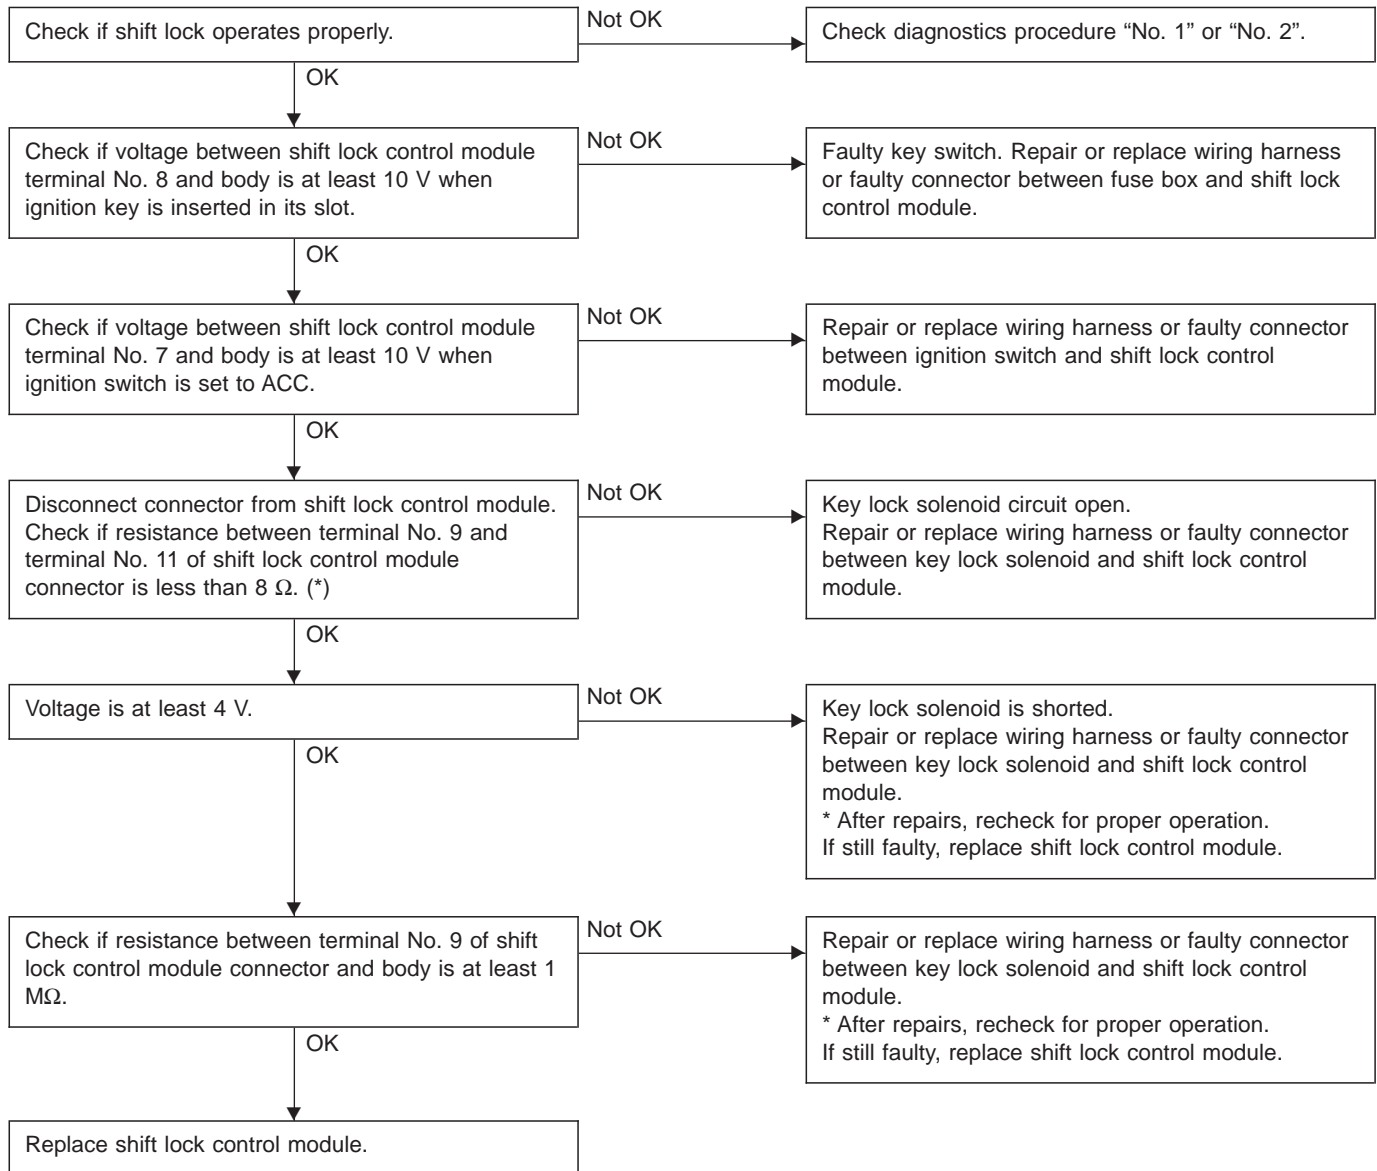 Check if shift lock operates properly.
Not OK
Check diagnostics procedure “No. 1” or “No. 2”.
OK
Check if voltage between shift lock control module
terminal No. 8 and body is at least 10 V when
ignition key is inserted in its slot.
Not OK
Faulty key switch. Repair or replace wiring harness
or faulty connector between fuse box and shift lock
control module.
OK
Check if voltage between shift lock control module
terminal No. 7 and body is at least 10 V when
ignition switch is set to ACC.
Not OK
Repair or replace wiring harness or faulty connector
between ignition switch and shift lock control
module.
OK
Disconnect connector from shift lock control module.
Check if resistance between terminal No. 9 and
terminal No. 11 of shift lock control module
connector is less than 8 Ω. (*)
Not OK
Key lock solenoid circuit open.
Repair or replace wiring harness or faulty connector
between key lock solenoid and shift lock control
module.
OK
Voltage is at least 4 V.
Not OK
Key lock solenoid is shorted.
Repair or replace wiring harness or faulty connector
between key lock solenoid and shift lock control
module.
* After repairs, recheck for proper operation.
If still faulty, replace shift lock control module.
OK
Check if resistance between terminal No. 9 of shift
lock control module connector and body is at least 1
MΩ.
Not OK
Repair or replace wiring harness or faulty connector
between key lock solenoid and shift lock control
module.
* After repairs, recheck for proper operation.
If still faulty, replace shift lock control module.
OK
Replace shift lock control module.